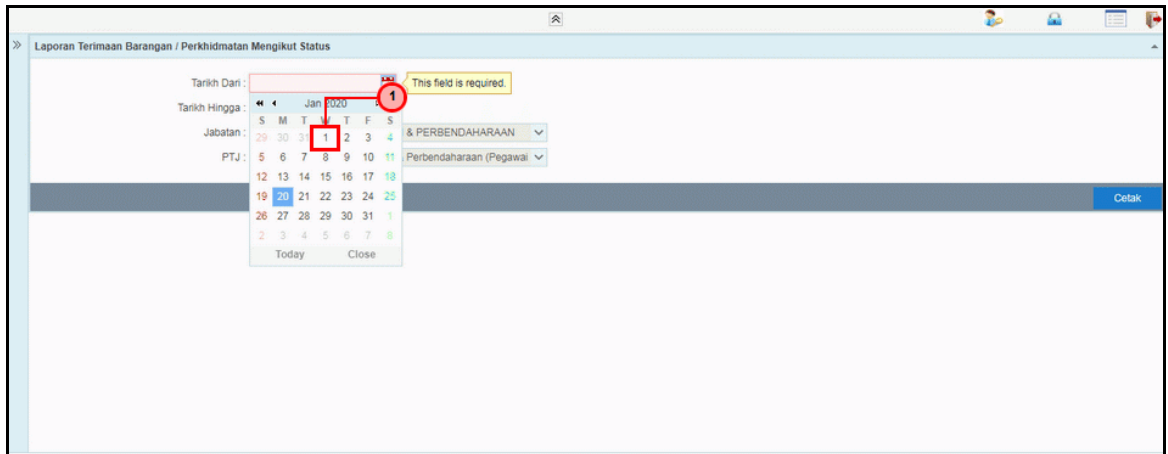 Laporan Terimaan Barangan / Perkhidmatan Mengikut Status
Tarikh Dari :
This field is required.
1
Tarikh Hingga :
Jan 2020
S M T W T F S
Jabatan :
& PERBENDAHARAAN
29 30 31 1 2 3 4
PTJ :
Perbendaharaan (Pegawai
5 6 7 8 9 10 11
12 13 14 15 16 17 18
19 20 21 22 23 24 25
Cetak
26 27 28 29 30 31 1
2 3 4 5 6 7 8
Today Close